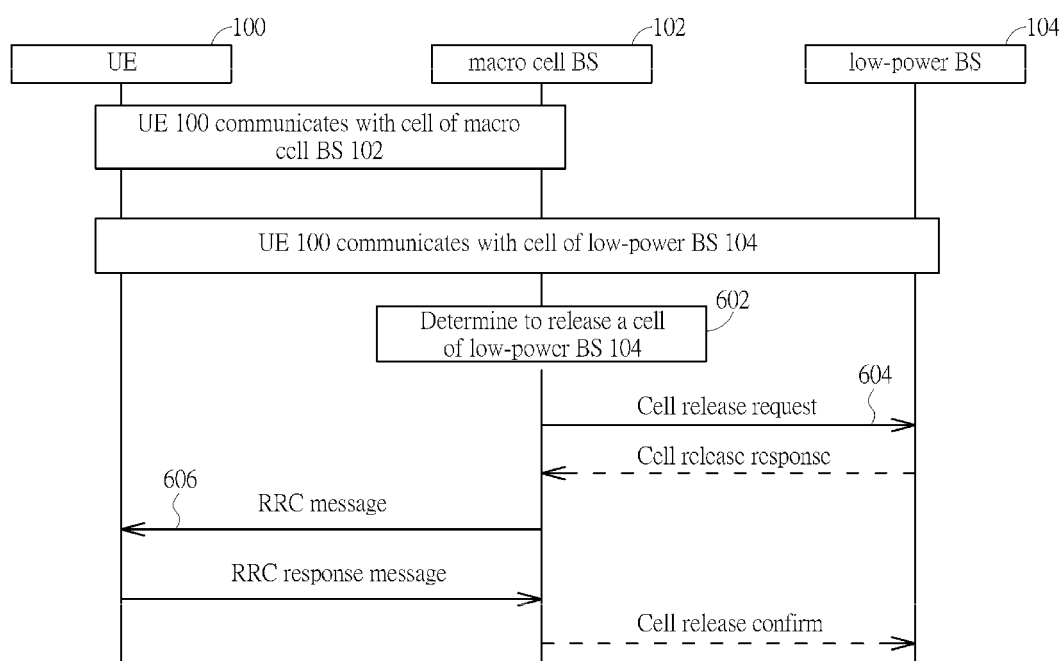 100
102
104
UE
macro cell BS
low-power BS
UE 100 communicates with cell of macro
cell BS 102
UE 100 communicates with cell of low-power BS 104
602
Determine to release a cell
of low-power BS 104
604
Cell release request
Cell release response
606
RRC message
RRC response message
Cell release confirm